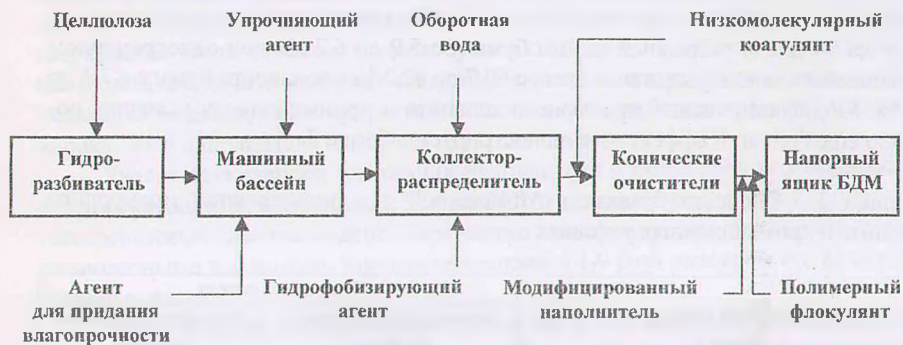 Целлюлоза
Упрочняющий
агент
Оборотная
вода
Низкомолекулярный
коагулянт
Гидро-
разбиватель
Машинный
бассейн
Коллектор-
распределитель
Конические
очистители
Напорный
ящик БДМ
Агент
для придания
влагопрочности
Гидрофобизирующий
агент
Модифицированный
наполнитель
Полимерный
флокулянт